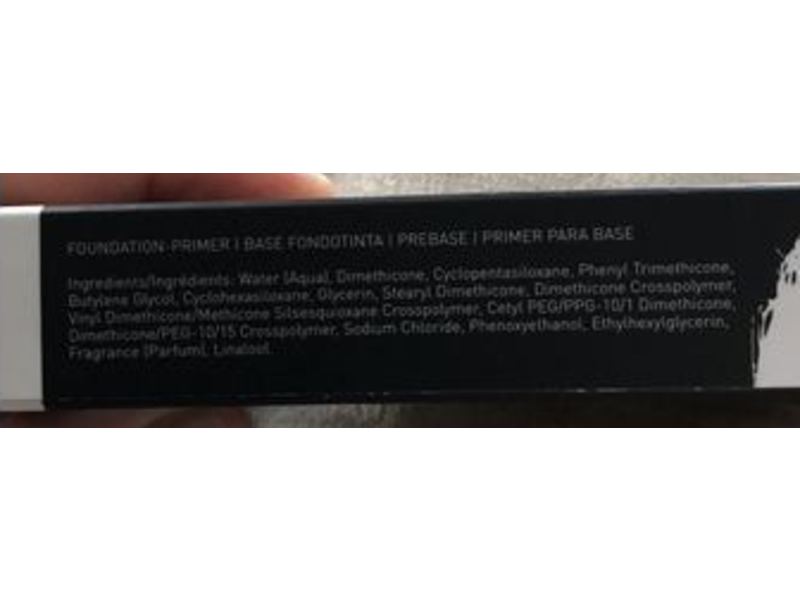 FOUNDATION-PRIMER | BASE FONDOTINTA | PREBASE | PRIMER PARA BASE
Ingredients/Ingrédients: Water (Aqua), Dimethicone, Cyclopentasiloxane, Phenyl Trimethicone,
Butylene Glycol, Cyclohexasiloxane, Glycerin, Stearyl Dimethicone, Dimethicone Crosspolymer,
Vinyl Dimethicone/Methicone Silsesquioxane Crosspolymer, Cetyl PEG/PPG-10/1 Dimethicone,
Dimethicone/PEG-10/15 Crosspolymer, Sodium Chloride, Phenoxyethanol, Ethylhexylglycerin,
Fragrance (Parfum), Linalool.